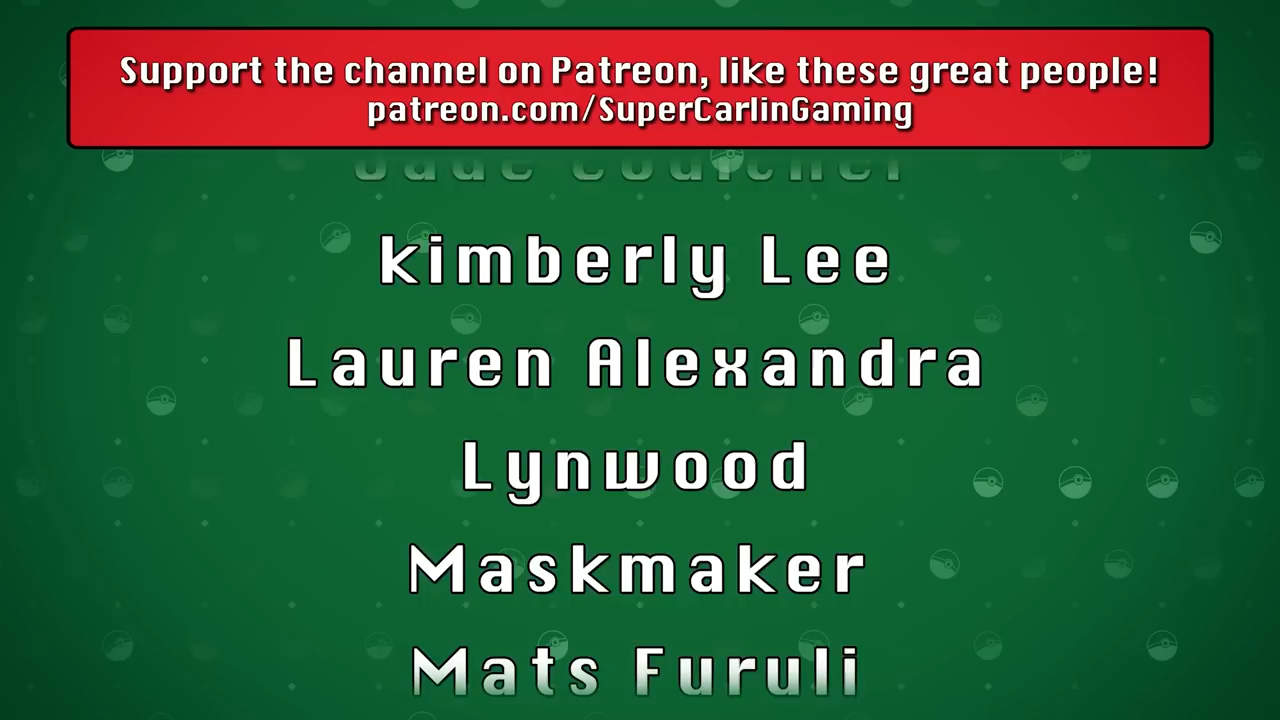 Support the channel on Patreon, like these great people!
patreon.com/SuperCarlinGaming
kimberly Lee
Lauren Alexandra
Lynwood
Maskmaker
Mats Furuli